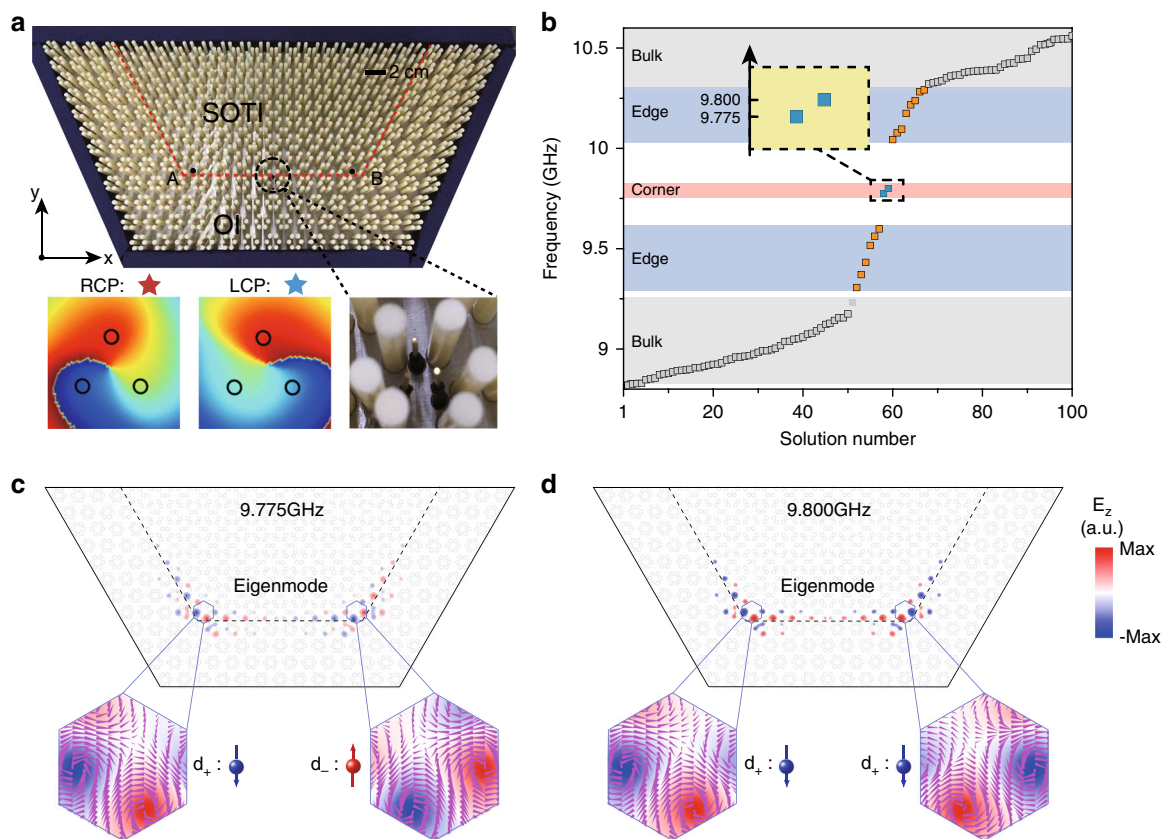 a
SOTI
2 cm
A
B
OI
y
x
RCP:
LCP:
b
Frequency (GHz)
10.5
10
9.5
9
Bulk
Edge
9.800
9.775
Corner
Edge
Bulk
1
20
40
60
80
100
Solution number
c
9.775GHz
Eigenmode
d+ :
d− :
d
9.800GHz
Eigenmode
d+ :
d+ :
Ez
(a.u.)
Max
-Max